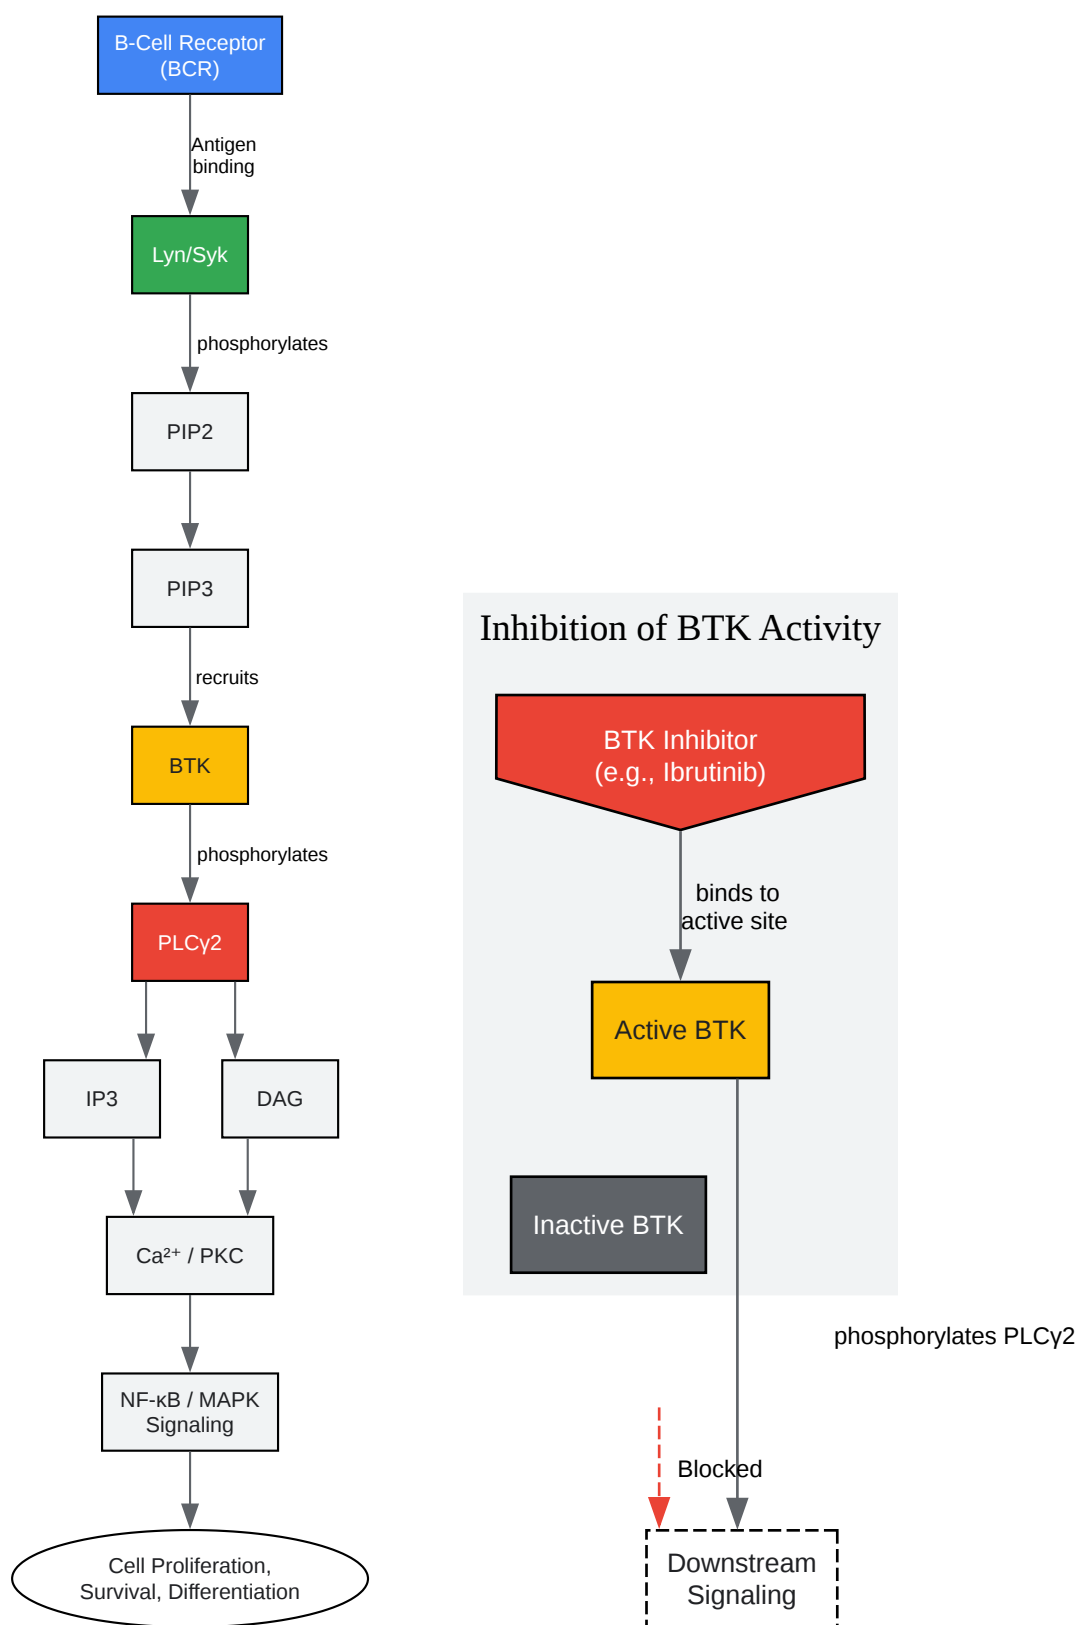 B-Cell Receptor
(BCR)
Antigen
binding
Lyn/Syk
phosphorylates
PIP2
PIP3
recruits
BTK
phosphorylates
PLCγ2
IP3
DAG
Ca²⁺ / PKC
NF-κB / MAPK
Signaling
Cell Proliferation,
Survival, Differentiation
Inhibition of BTK Activity
BTK Inhibitor
(e.g., Ibrutinib)
binds to
active site
Active BTK
Inactive BTK
phosphorylates PLCγ2
Blocked
Downstream
Signaling